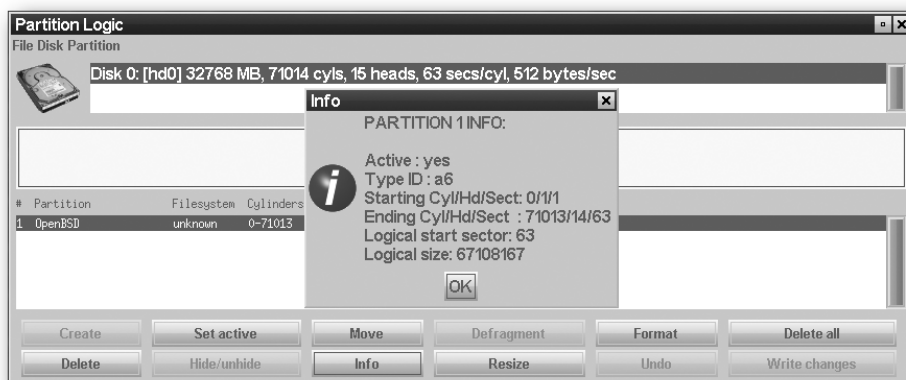 Partition Logic
File Disk Partition
Disk 0: [hd0] 32768 MB, 71014 cyls, 15 heads, 63 secs/cyl, 512 bytes/sec
Info
PARTITION 1 INFO:
Active : yes
Type ID : a6
Starting Cyl/Hd/Sect: 0/1/1
Ending Cyl/Hd/Sect : 71013/14/63
Logical start sector: 63
Logical size: 67108167
OK
# Partition Filesystem Cylinders
1 OpenBSD unknown 0-71013
Create Set active Move Defragment Format Delete all
Delete Hide/unhide Info Resize Undo Write changes